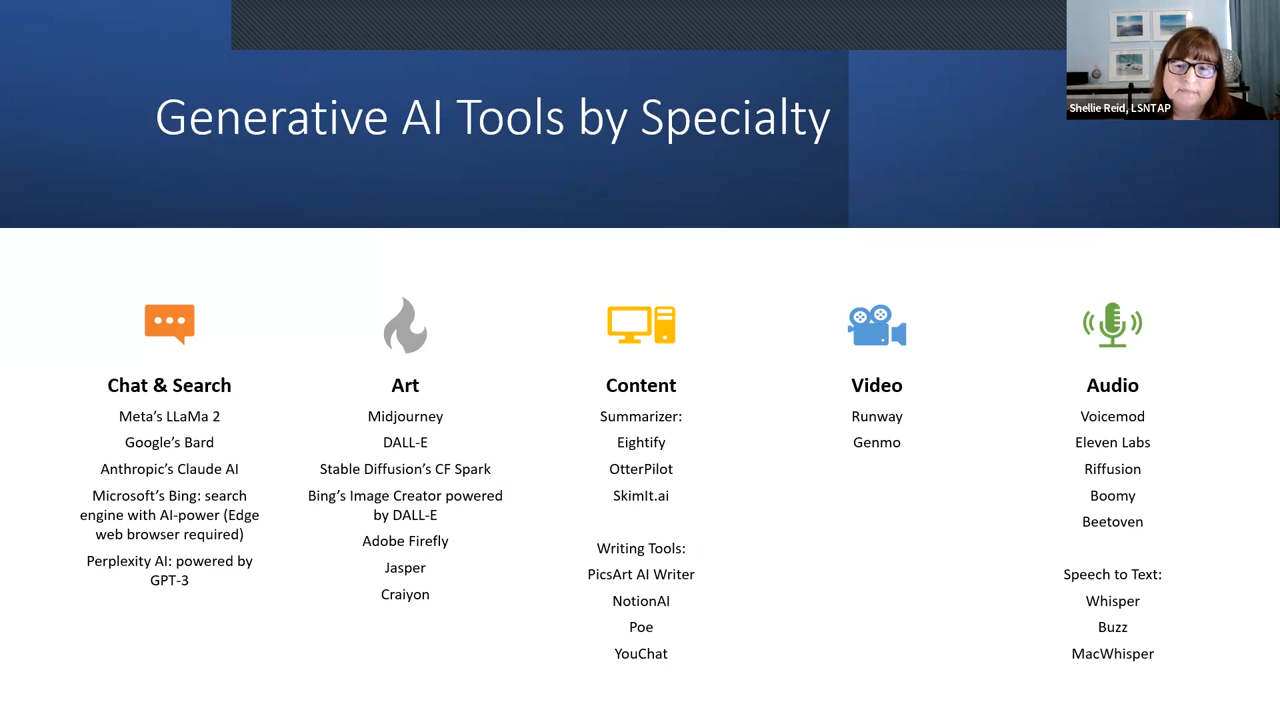 Generative AI Tools by Specialty
Shellie Reid, LSNTAP
Chat & Search
Meta's LLaMa 2
Google's Bard
Anthropic's Claude AI
Microsoft's Bing: search
engine with AI-power (Edge
web browser required)
Perplexity AI: powered by
GPT-3
Art
Midjourney
DALL-E
Stable Diffusion's CF Spark
Bing's Image Creator powered
by DALL-E
Adobe Firefly
Jasper
Craiyon
Content
Summarizer:
Eightify
OtterPilot
SkimIt.ai
Writing Tools:
PicsArt AI Writer
NotionAI
Poe
YouChat
Video
Runway
Genmo
Audio
Voicemod
Eleven Labs
Riffusion
Boomy
Beetoven
Speech to Text:
Whisper
Buzz
MacWhisper